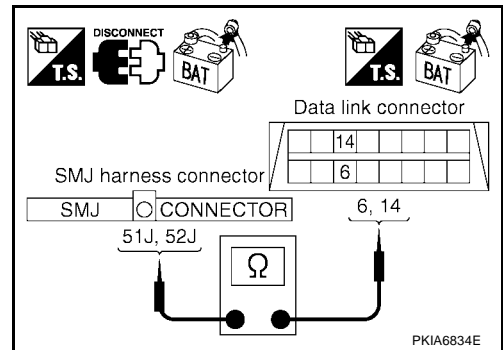 DISCONNECT
T.S.
BAT
T.S.
BAT
Data link connector
14
6
SMJ harness connector
SMJ CONNECTOR
51J, 52J
6, 14
Ω
PKIA6834E